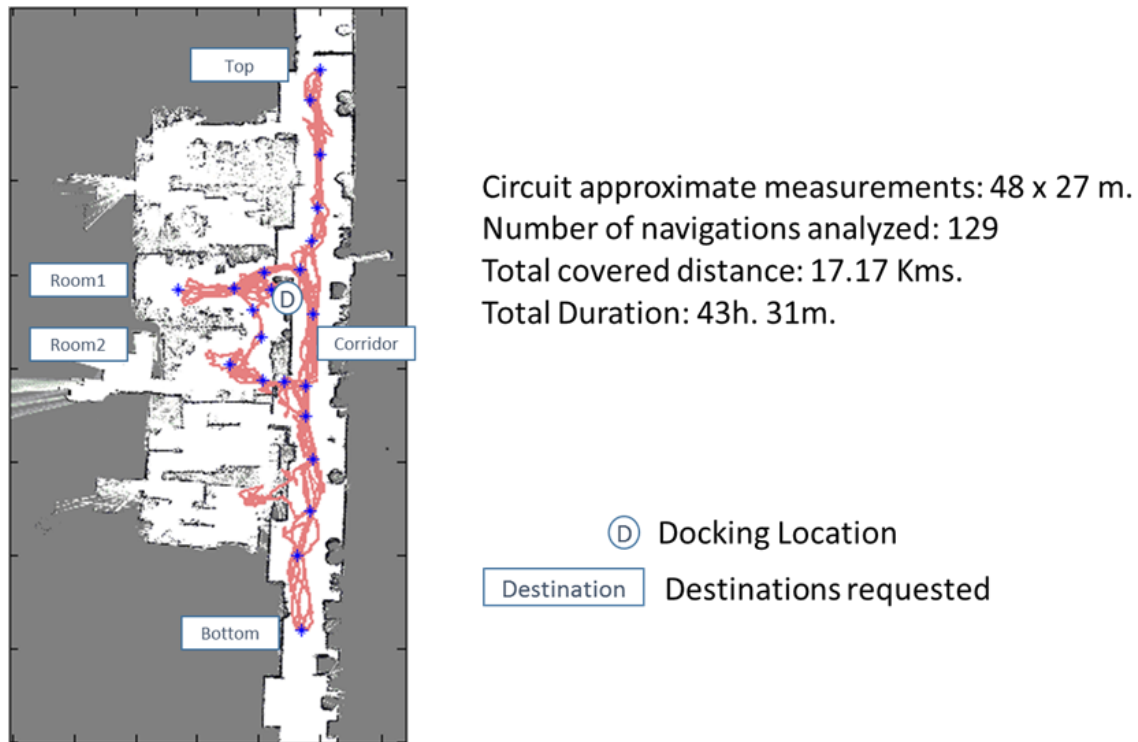 Top
Room1
D
Room2
Corridor
Bottom
Circuit approximate measurements: 48 x 27 m.
Number of navigations analyzed: 129
Total covered distance: 17.17 Kms.
Total Duration: 43h. 31m.
D Docking Location
Destination Destinations requested